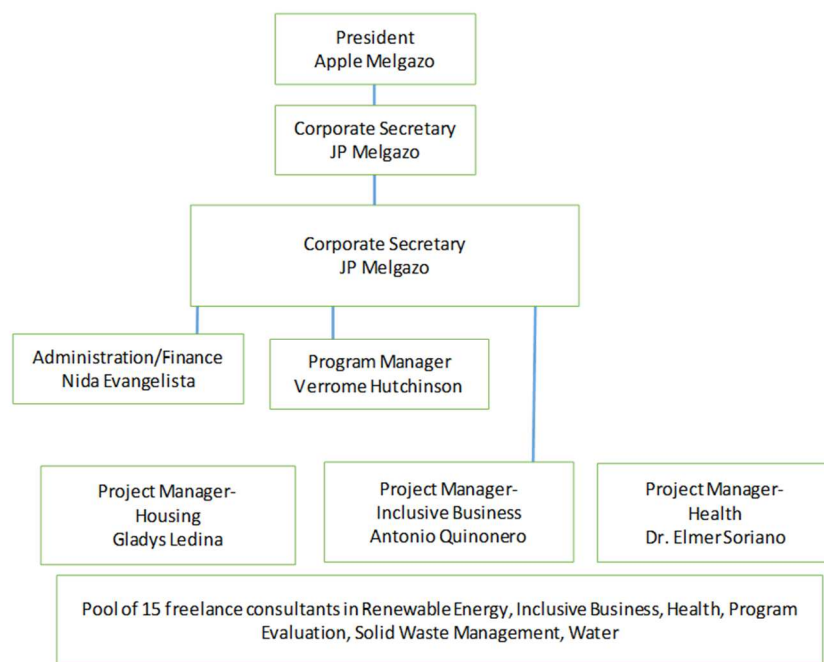 President
Apple Melgazo
Corporate Secretary
JP Melgazo
Corporate Secretary
JP Melgazo
Administration/Finance
Nida Evangelista
Program Manager
Verrome Hutchinson
Project Manager-
Housing
Gladys Ledina
Project Manager-
Inclusive Business
Antonio Quinonero
Project Manager-
Health
Dr. Elmer Soriano
Pool of 15 freelance consultants in Renewable Energy, Inclusive Business, Health, Program
Evaluation, Solid Waste Management, Water